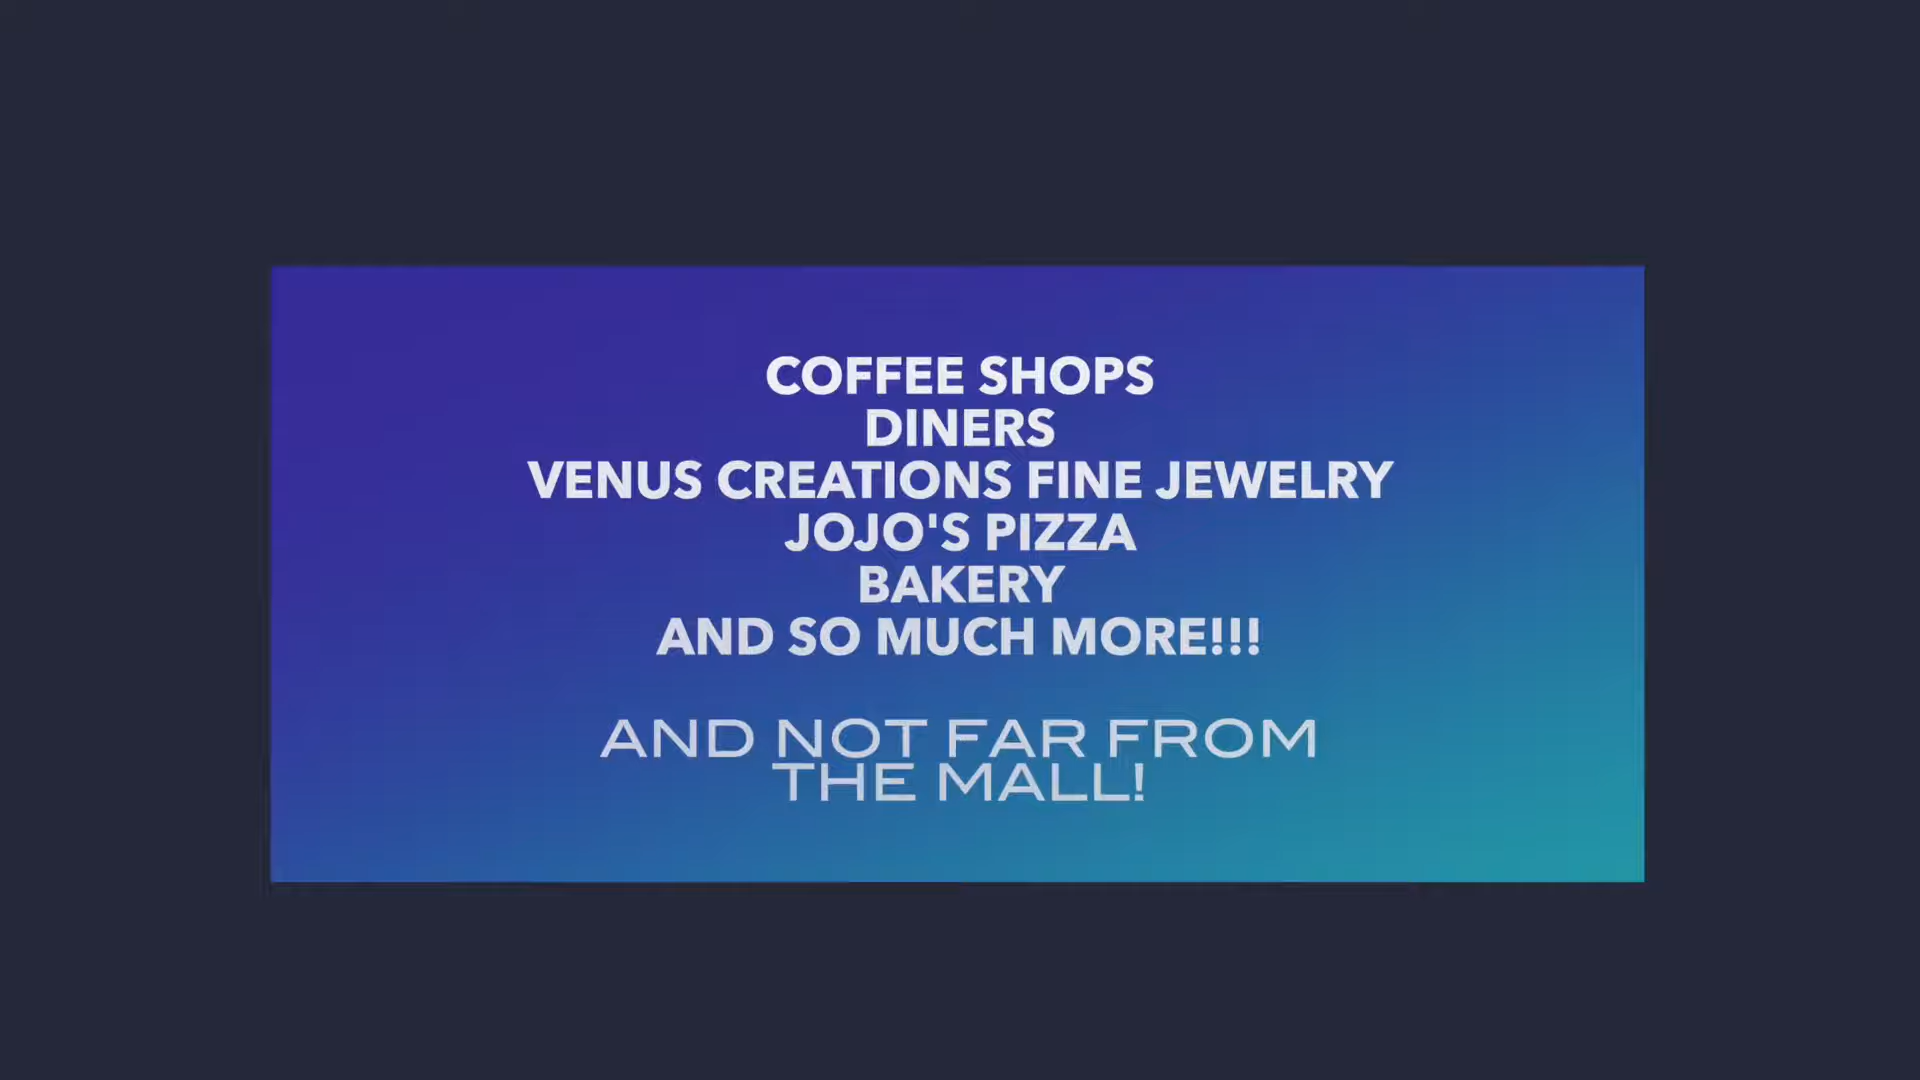 COFFEE SHOPS
DINERS
VENUS CREATIONS FINE JEWELRY
JOJO'S PIZZA
BAKERY
AND SO MUCH MORE!!!
AND NOT FAR FROM
THE MALL!